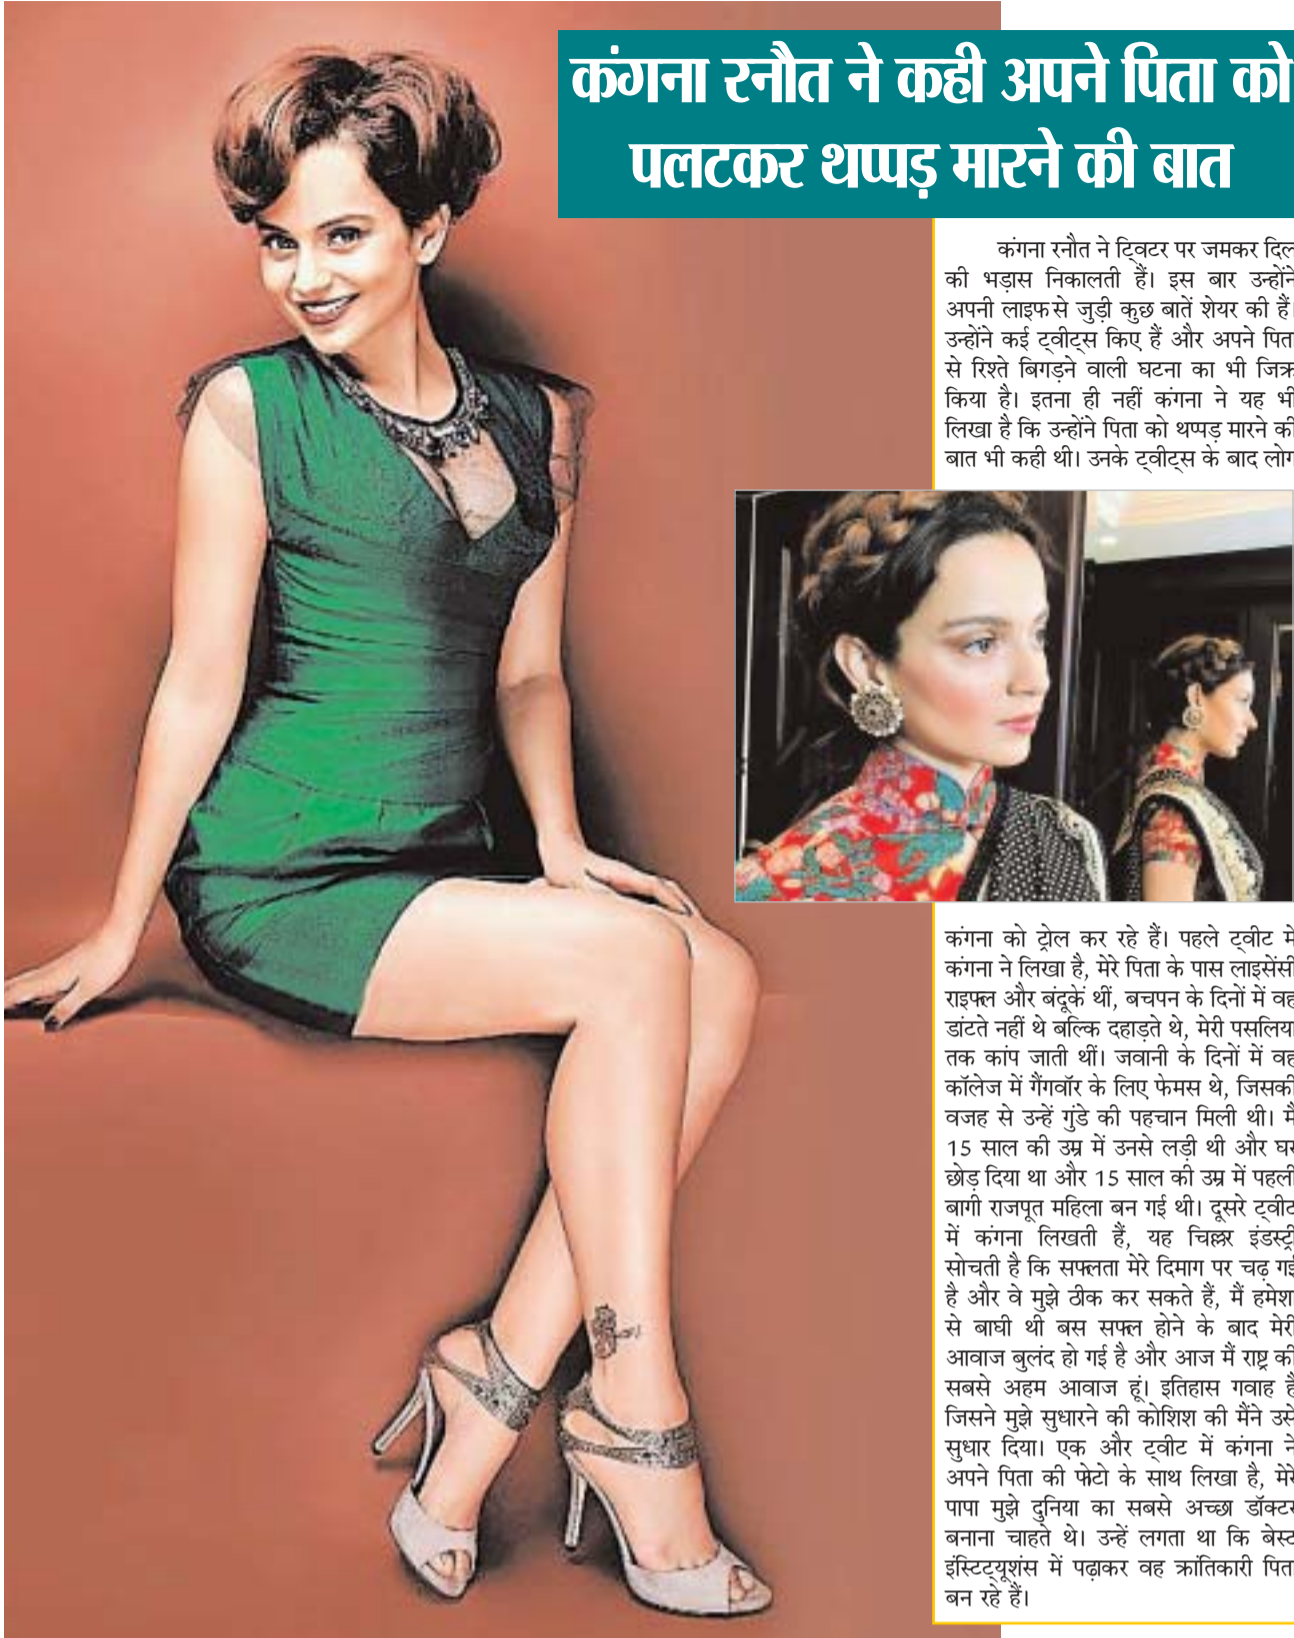 कंगना रनौत ने कही अपने पिता को
पलटकर थप्पड़ मारने की बात
कंगना रनौत ने ट्विटर पर जमकर दिल
की भड़ास निकालती हैं। इस बार उन्होंने
अपनी लाइफ से जुड़ी कुछ बातें शेयर की हैं।
उन्होंने कई ट्वीट्स किए हैं और अपने पिता
से रिश्ते बिगड़ने वाली घटना का भी जिक्र
किया है। इतना ही नहीं कंगना ने यह भी
लिखा है कि उन्होंने पिता को थप्पड़ मारने की
बात भी कही थी। उनके ट्वीट्स के बाद लोग
कंगना को ट्रोल कर रहे हैं। पहले ट्वीट में
कंगना ने लिखा है, मेरे पिता के पास लाइसेंसी
राइफ्ल और बंदूकें थीं, बचपन के दिनों में वह
डांटते नहीं थे बल्कि दहाड़ते थे, मेरी पसलिया
तक कांप जाती थीं। जवानी के दिनों में वह
कॉलेज में गैंगवॉर के लिए फेमस थे, जिसकी
वजह से उन्हें गुंडे की पहचान मिली थी। मैं
15 साल की उम्र में उनसे लड़ी थी और घर
छोड़ दिया था और 15 साल की उम्र में पहली
बागी राजपूत महिला बन गई थी। दूसरे ट्वीट
में कंगना लिखती हैं, यह चिल्लर इंडस्ट्री
सोचती है कि सफ्लता मेरे दिमाग पर चढ़ गई
है और वे मुझे ठीक कर सकते हैं, मैं हमेशा
से बाघी थी बस सफ्ल होने के बाद मेरी
आवाज बुलंद हो गई है और आज मैं राष्ट्र की
सबसे अहम आवाज हूं। इतिहास गवाह है
जिसने मुझे सुधारने की कोशिश की मैंने उसे
सुधार दिया। एक और ट्वीट में कंगना ने
अपने पिता की फोटो के साथ लिखा है, मेरे
पापा मुझे दुनिया का सबसे अच्छा डॉक्टर
बनाना चाहते थे। उन्हें लगता था कि बेस्ट
इंस्टिट्यूशंस में पढ़ाकर वह क्रांतिकारी पिता
बन रहे हैं।